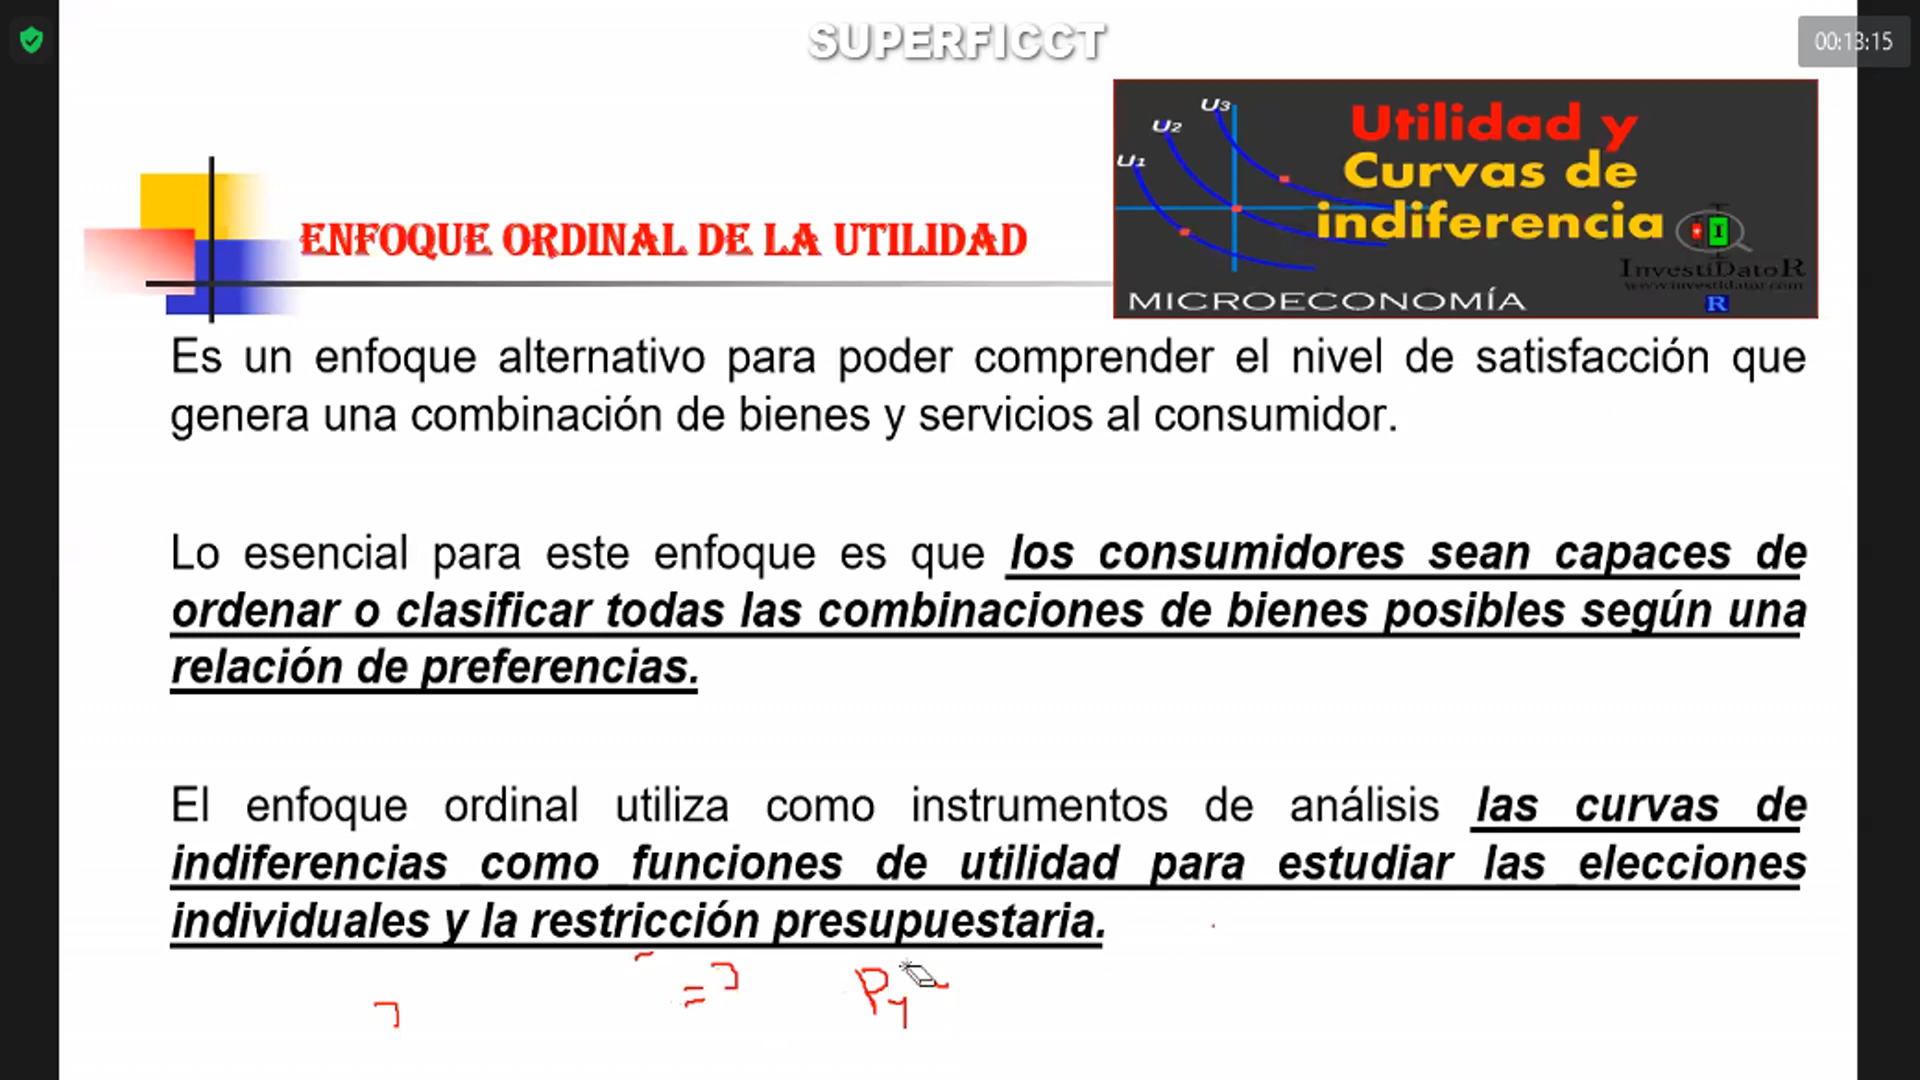 SUPERFICCT
00:13:15
U3
U2
U1
Utilidad y
Curvas de
indiferencia
InvestiDatoR
www.investidator.com
R
MICROECONOMÍA
ENFOQUE ORDINAL DE LA UTILIDAD
Es un enfoque alternativo para poder comprender el nivel de satisfacción que
genera una combinación de bienes y servicios al consumidor.
Lo esencial para este enfoque es que los consumidores sean capaces de
ordenar o clasificar todas las combinaciones de bienes posibles según una
relación de preferencias.
El enfoque ordinal utiliza como instrumentos de análisis las curvas de
indiferencias como funciones de utilidad para estudiar las elecciones
individuales y la restricción presupuestaria.
= Py